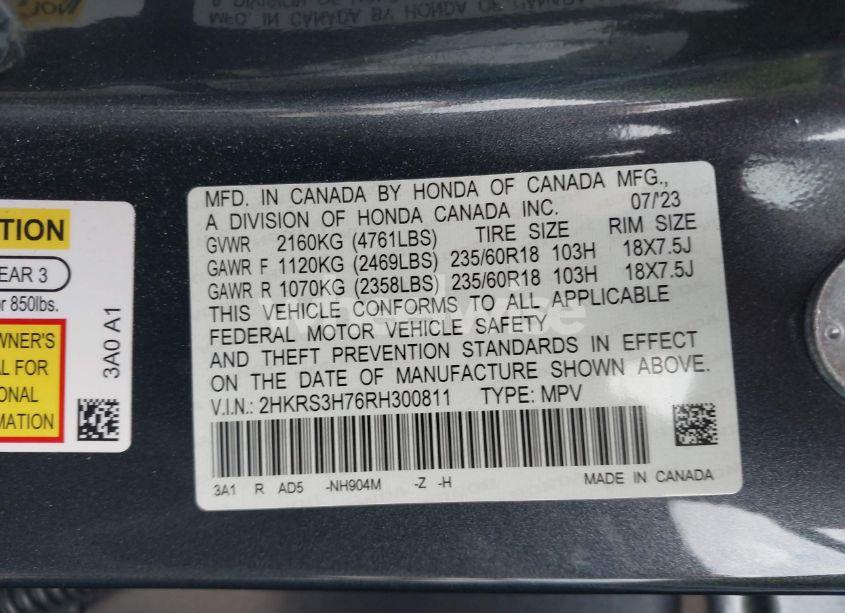 MFD. IN CANADA BY HONDA OF CANADA MFG.,
A DIVISION OF HONDA CANADA INC. 07/'23
GVWR 2160KG (4761LBS) TIRE SIZE RIM SIZE
GAWR F 1120KG (2469LBS) 235/60R18 103H 18X7.5J
GAWR R 1070KG (2358LBS) 235/60R18 103H 18X7.5J
THIS VEHICLE CONFORMS TO ALL APPLICABLE
FEDERAL MOTOR VEHICLE SAFETY
AND THEFT PREVENTION STANDARDS IN EFFECT
ON THE DATE OF MANUFACTURE SHOWN ABOVE.
V.I.N.: 2HKRS3H76RH300811 TYPE: MPV
3A1 R AD5 -NH904M -Z -H MADE IN CANADA
TION
EAR 3
r 850lbs.
OWNER'S
AL FOR
IONAL
MATION
3A0 A1